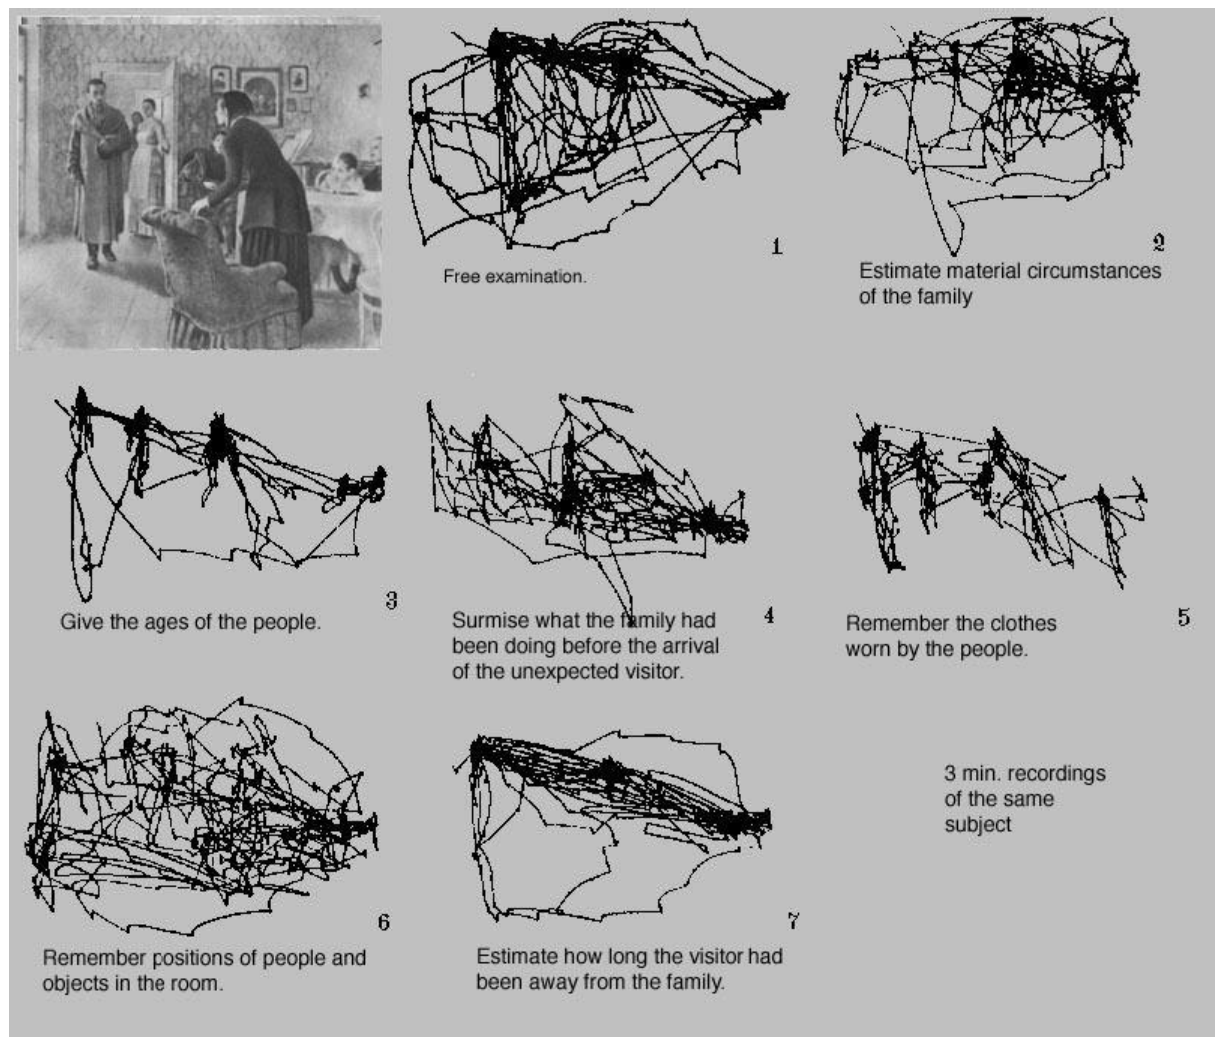 1
Free examination.
2
Estimate material circumstances
of the family
3
Give the ages of the people.
4
Surmise what the family had
been doing before the arrival
of the unexpected visitor.
5
Remember the clothes
worn by the people.
6
Remember positions of people and
objects in the room.
7
Estimate how long the visitor had
been away from the family.
3 min. recordings
of the same
subject